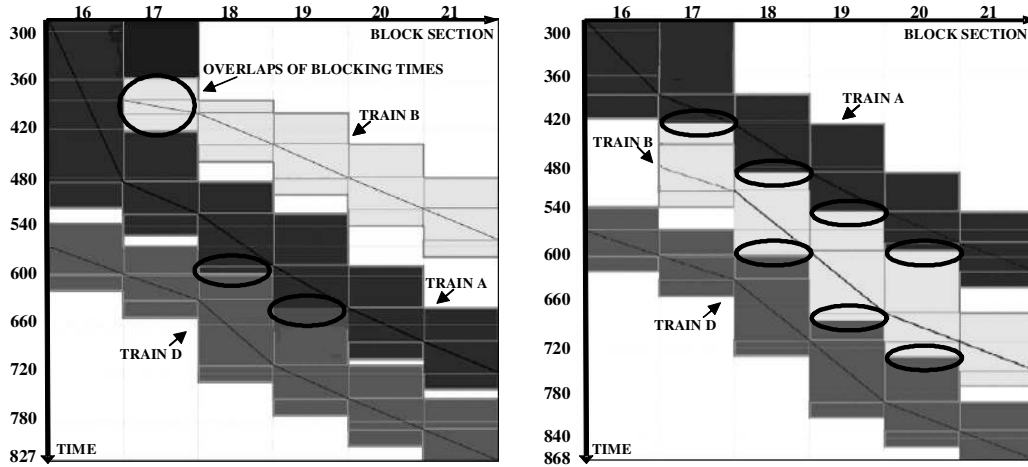 16 17 18 19 20 21
BLOCK SECTION
300
360
420
480
540
600
660
720
780
827
TIME
OVERLAPS OF BLOCKING TIMES
TRAIN B
TRAIN A
TRAIN D
16 17 18 19 20 21
BLOCK SECTION
300
360
420
480
540
600
660
720
780
840
868
TIME
TRAIN A
TRAIN B
TRAIN D